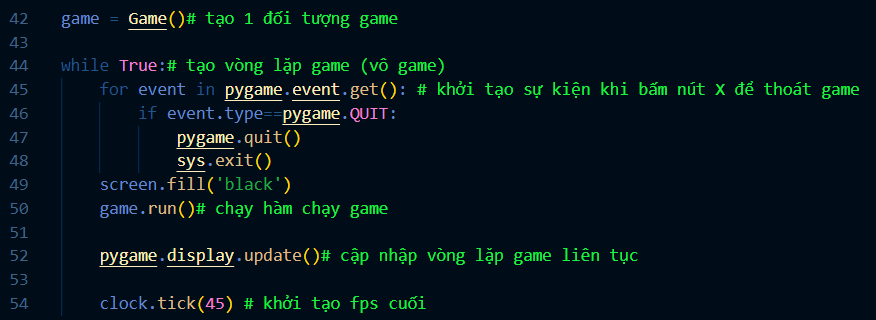 42 game = Game()# tạo 1 đối tượng game
43
44 while True:# tạo vòng lặp game (vô game)
45 for event in pygame.event.get(): # khởi tạo sự kiện khi bấm nút X để thoát game
46 if event.type==pygame.QUIT:
47 pygame.quit()
48 sys.exit()
49 screen.fill('black')
50 game.run()# chạy hàm chạy game
51
52 pygame.display.update()# cập nhập vòng lặp game liên tục
53
54 clock.tick(45) # khởi tạo fps cuối